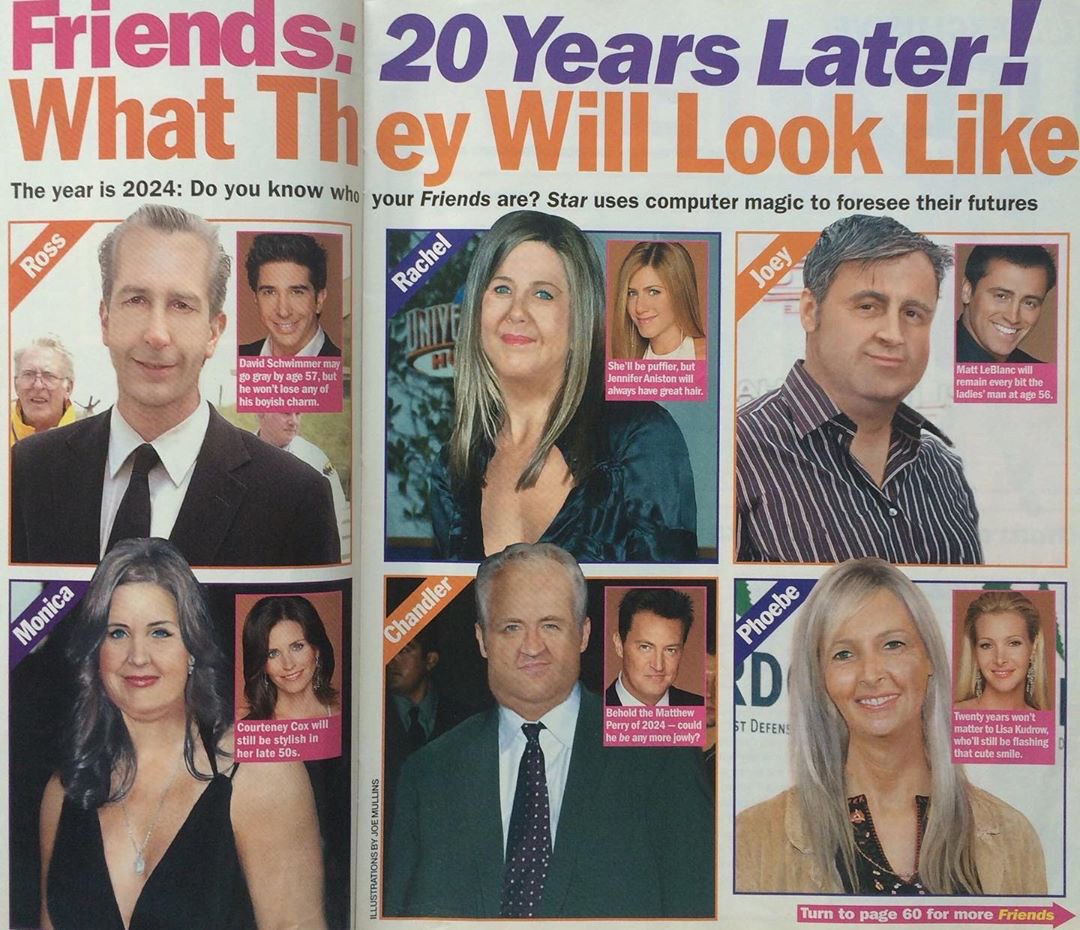 Friends: 20 Years Later!
What They Will Look Like
The year is 2024: Do you know who your Friends are? Star uses computer magic to foresee their futures
Ross
David Schwimmer may
go gray by age 57, but
he won't lose any of
his boyish charm.
Rachel
UNIVE
She'll be puffier, but
Jennifer Aniston will
always have great hair.
Joey
Matt LeBlanc will
remain every bit the
ladies' man at age 56.
Monica
Courteney Cox will
still be stylish in
her late 50s.
Chandler
Behold the Matthew
Perry of 2024 — could
he be any more jowly?
Phoebe
RD
ST DEFENS
Twenty years won't
matter to Lisa Kudrow,
who'll still be flashing
that cute smile.
ILLUSTRATIONS BY JOE MULLINS
Turn to page 60 for more Friends